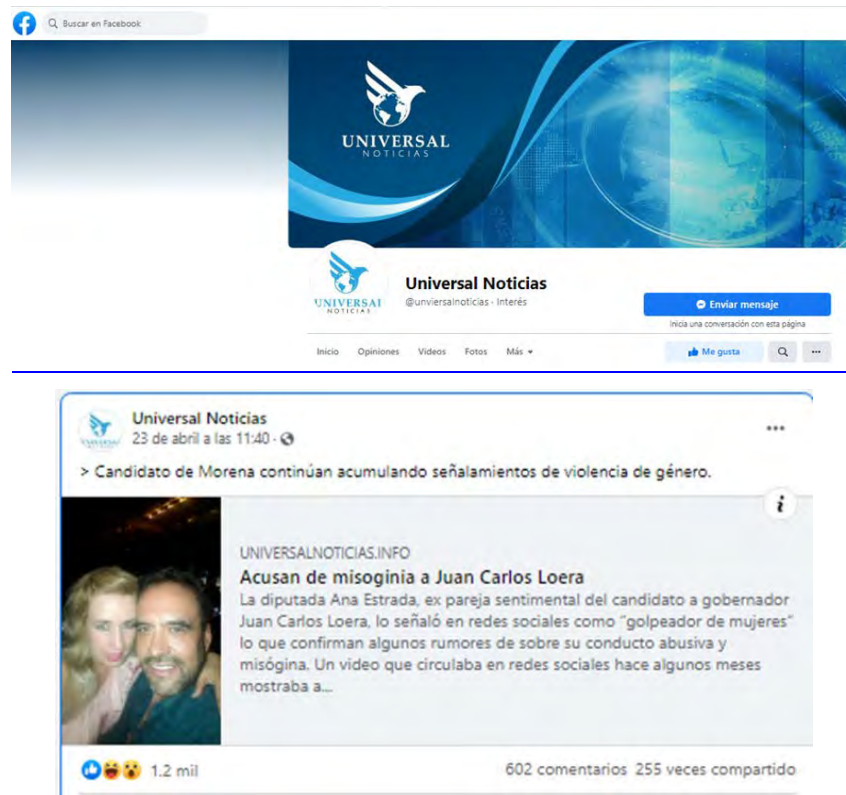 Buscar en Facebook
UNIVERSAL
NOTICIAS
UNIVERSAL
NOTICIAS
Universal Noticias
@unviersalnoticias · Interés
Enviar mensaje
Inicia una conversación con esta página
Inicio Opiniones Videos Fotos Más
Me gusta
Universal Noticias
23 de abril a las 11:40
> Candidato de Morena continúan acumulando señalamientos de violencia de género.
UNIVERSALNOTICIAS.INFO
Acusan de misoginia a Juan Carlos Loera
La diputada Ana Estrada, ex pareja sentimental del candidato a gobernador
Juan Carlos Loera, lo señaló en redes sociales como "golpeador de mujeres"
lo que confirman algunos rumores de sobre su conducto abusiva y
misógina. Un video que circulaba en redes sociales hace algunos meses
mostraba a...
1.2 mil
602 comentarios 255 veces compartido